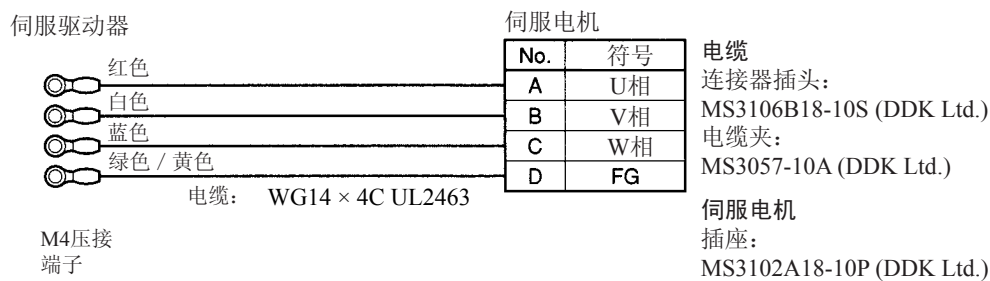 伺服驱动器
伺服电机
No. 符号
红色 A U相
白色 B V相
蓝色 C W相
绿色 / 黄色 D FG
电缆： WG14 × 4C UL2463
M4压接
端子
电缆
连接器插头：
MS3106B18-10S (DDK Ltd.)
电缆夹：
MS3057-10A (DDK Ltd.)
伺服电机
插座：
MS3102A18-10P (DDK Ltd.)